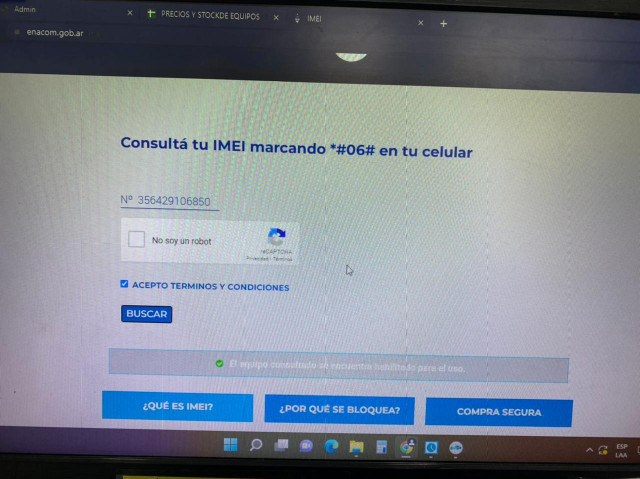 Admin
PRECIOS Y STOCKDE EQUIPOS
IMEI
enacom.gob.ar
Consultá tu IMEI marcando *#06# en tu celular
Nº 356429106850
No soy un robot
reCAPTCHA
Privacidad - Términos
ACEPTO TERMINOS Y CONDICIONES
BUSCAR
El equipo consultado se encuentra habilitado para el uso.
¿QUÉ ES IMEI?
¿POR QUÉ SE BLOQUEA?
COMPRA SEGURA
ESP
LAA